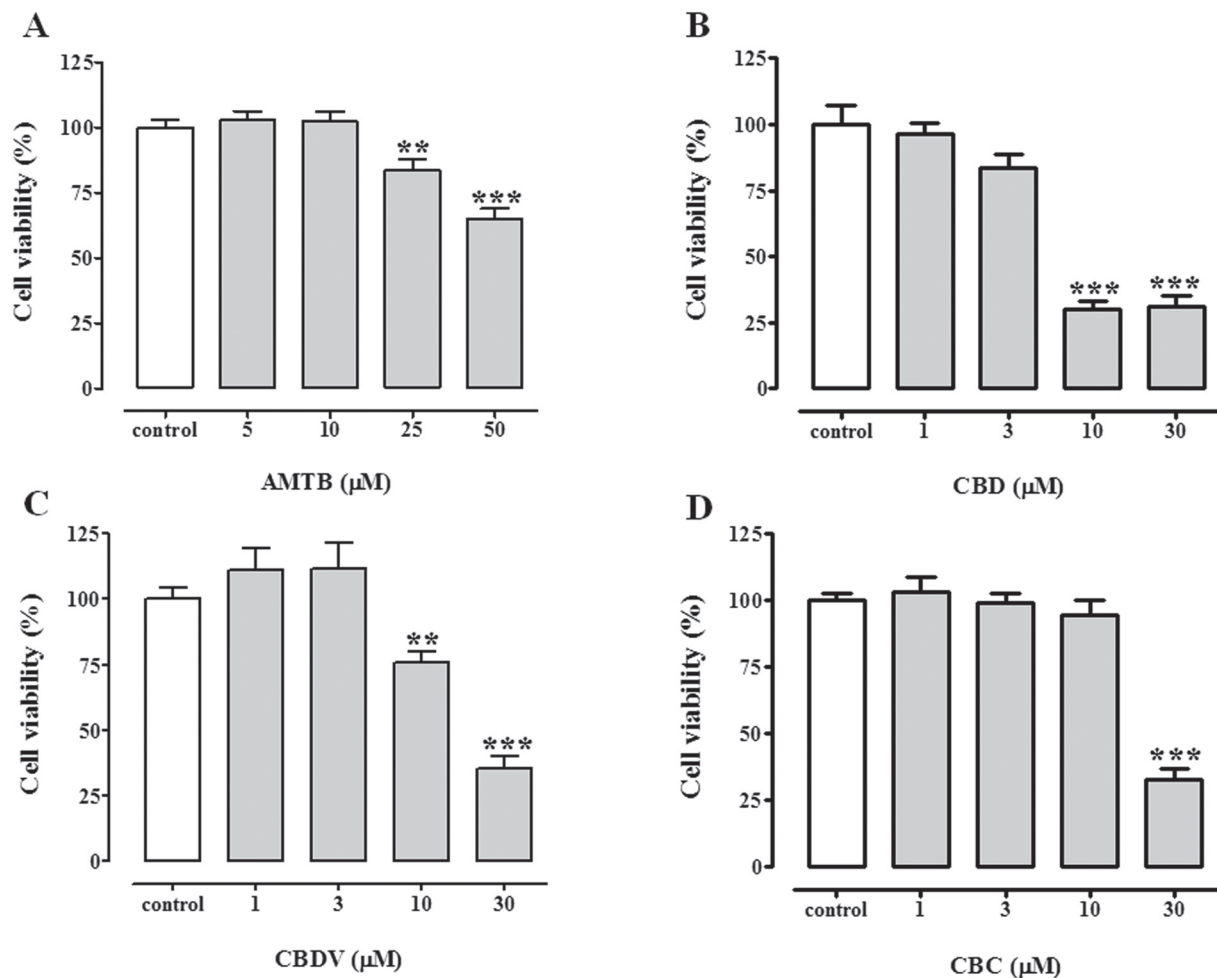 A
Cell viability (%)
125
100
75
50
25
0
**
***
control 5 10 25 50
AMTB (μM)
B
Cell viability (%)
125
100
75
50
25
0
***
***
control 1 3 10 30
CBD (μM)
C
Cell viability (%)
125
100
75
50
25
0
**
***
control 1 3 10 30
CBDV (μM)
D
Cell viability (%)
125
100
75
50
25
0
***
control 1 3 10 30
CBC (μM)